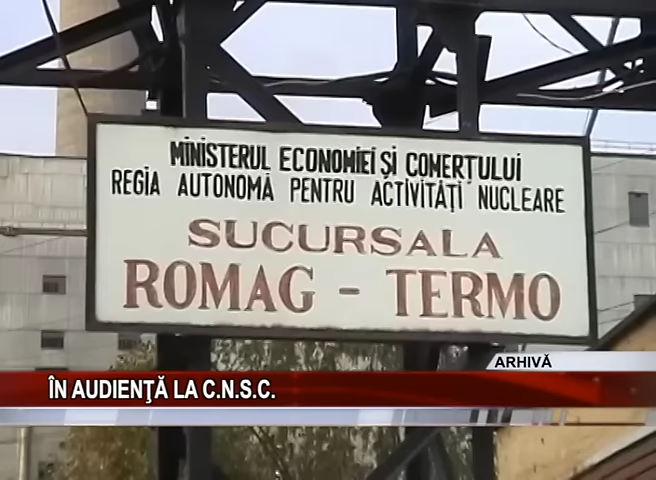 MINISTERUL ECONOMIEI ŞI COMERŢULUI
REGIA AUTONOMĂ PENTRU ACTIVITĂŢI NUCLEARE
SUCURSALA
ROMAG - TERMO
ARHIVĂ
ÎN AUDIENŢĂ LA C.N.S.C.